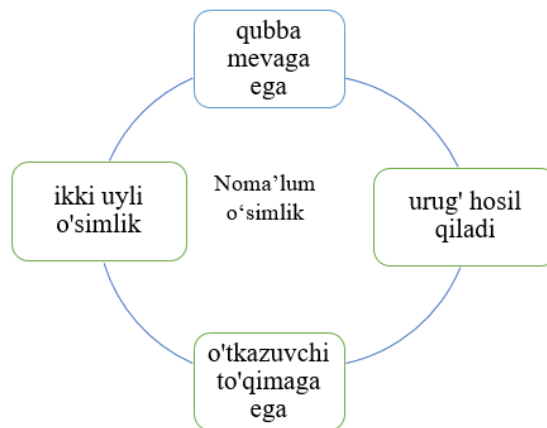 qubba
mevaga
ega
ikki uyli
o'simlik
Noma’lum
o‘simlik
urug' hosil
qiladi
o'tkazuvchi
to'qimaga
ega